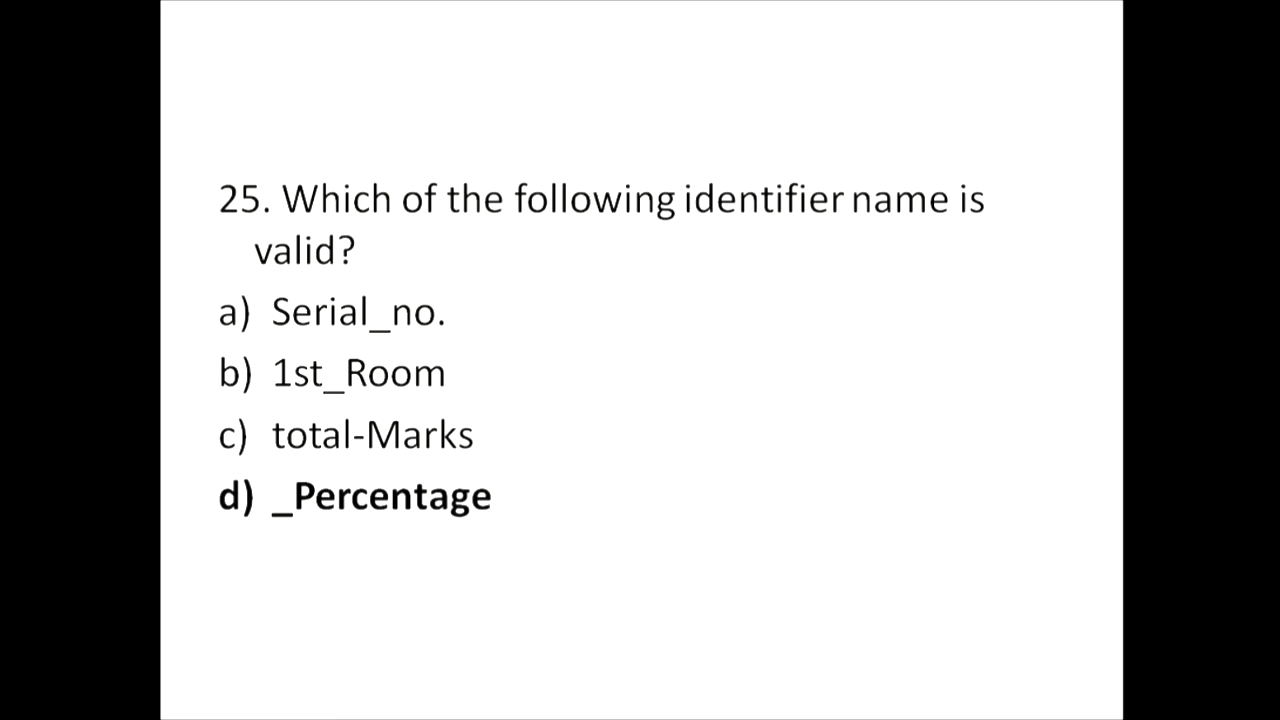 25. Which of the following identifier name is
valid?
a) Serial_no.
b) 1st_Room
c) total-Marks
d) _Percentage